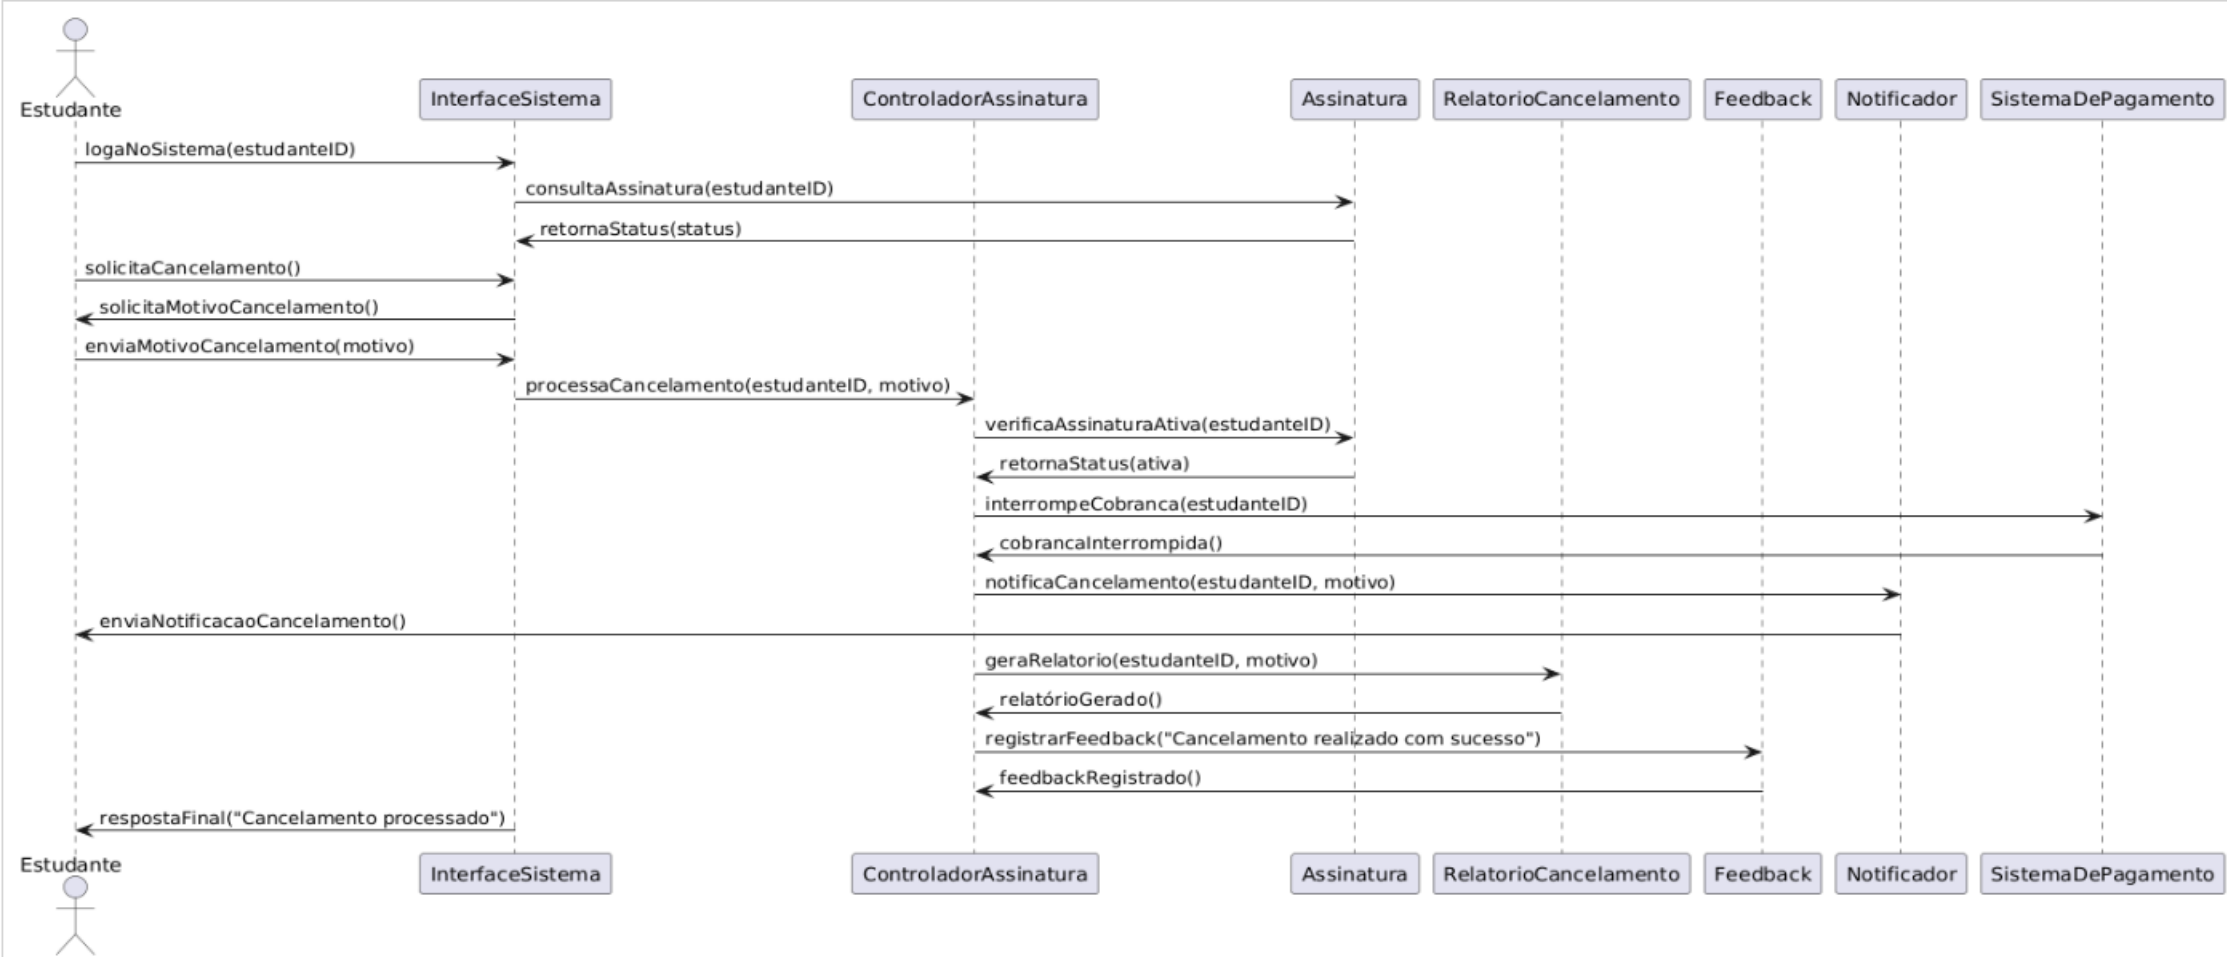 Estudante
InterfaceSistema
ControladorAssinatura
Assinatura
RelatorioCancelamento
Feedback
Notificador
SistemaDePagamento
logaNoSistema(estudanteID)
consultaAssinatura(estudanteID)
retornaStatus(status)
solicitaCancelamento()
solicitaMotivoCancelamento()
enviaMotivoCancelamento(motivo)
processaCancelamento(estudanteID, motivo)
verificaAssinaturaAtiva(estudanteID)
retornaStatus(ativa)
interrompeCobranca(estudanteID)
cobrancaInterrompida()
notificaCancelamento(estudanteID, motivo)
enviaNotificacaoCancelamento()
geraRelatorio(estudanteID, motivo)
relatórioGerado()
registrarFeedback("Cancelamento realizado com sucesso")
feedbackRegistrado()
respostaFinal("Cancelamento processado")
Estudante
InterfaceSistema
ControladorAssinatura
Assinatura
RelatorioCancelamento
Feedback
Notificador
SistemaDePagamento